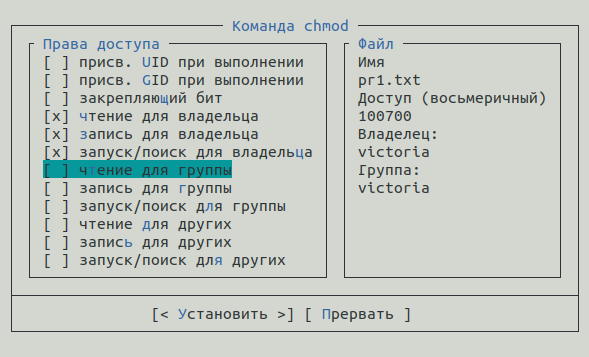 Команда chmod
Права доступа
[ ] присв. UID при выполнении
[ ] присв. GID при выполнении
[ ] закрепляющий бит
[x] чтение для владельца
[x] запись для владельца
[x] запуск/поиск для владельца
[ ] чтение для группы
[ ] запись для группы
[ ] запуск/поиск для группы
[ ] чтение для других
[ ] запись для других
[ ] запуск/поиск для других
Файл
Имя
pr1.txt
Доступ (восьмеричный)
100700
Владелец:
victoria
Группа:
victoria
[< Установить >] [ Прервать ]